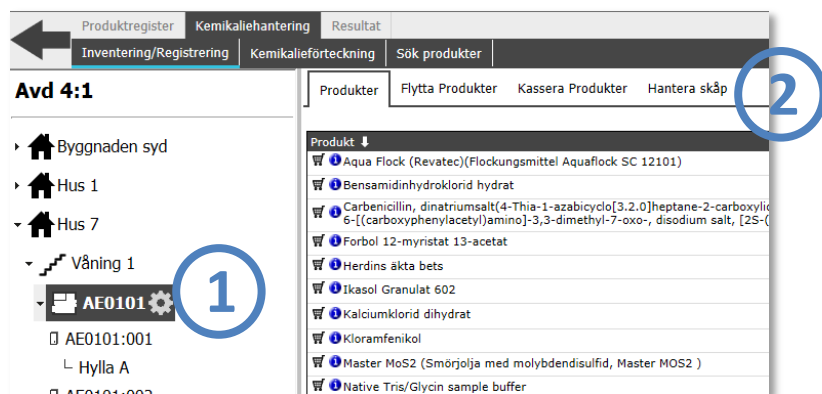 Produktregister Kemikaliehantering Resultat
Inventering/Registrering Kemikalieförteckning Sök produkter
Avd 4:1
Byggnaden syd
Hus 1
Hus 7
Våning 1
AE0101
AE0101:001
Hylla A
1
Produkter Flytta Produkter Kassera Produkter Hantera skåp
2
Produkt
Aqua Flock (Revatec)(Flockungsmittel Aquaflock SC 12101)
Bensamidinhydroklorid hydrat
Carbenicillin, dinatriumsalt(4-Thia-1-azabicyclo[3.2.0]heptane-2-carboxylic
6-[(carboxyphenylacetyl)amino]-3,3-dimethyl-7-oxo-, disodium salt, [2S-(
Forbol 12-myristat 13-acetat
Herdins äkta bets
Ikasol Granulat 602
Kalciumklorid dihydrat
Kloramfenikol
Master MoS2 (Smörjolja med molybdendisulfid, Master MOS2 )
Native Tris/Glycin sample buffer